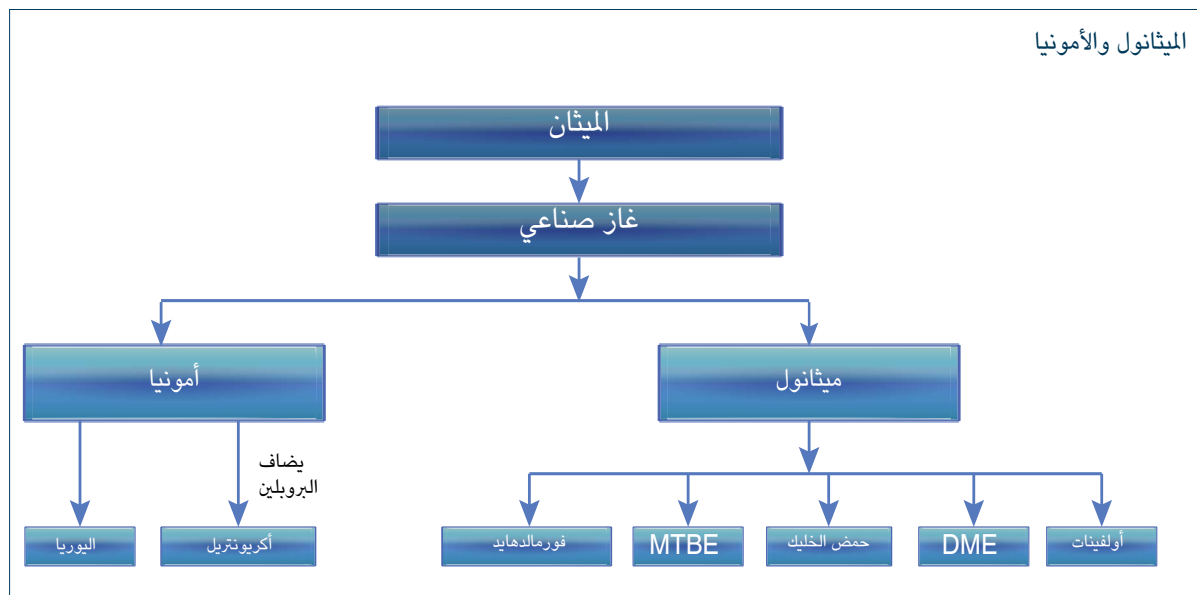 الميثانول والأمونيا
الميثان
غاز صناعي
ميثانول
أمونيا
يضاف
البروبلين
أولفينات
DME
حمض الخليك
MTBE
فورمالدهايد
أكريونتريل
اليوريا